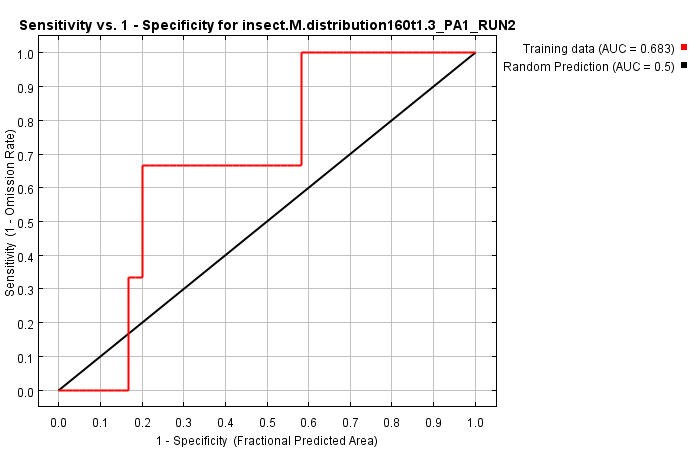 Sensitivity vs. 1 - Specificity for insect.M.distribution160t1.3_PA1_RUN2
Training data (AUC = 0.683)
Random Prediction (AUC = 0.5)
Sensitivity (1 - Omission Rate)
1.0
0.9
0.8
0.7
0.6
0.5
0.4
0.3
0.2
0.1
0.0
0.0 0.1 0.2 0.3 0.4 0.5 0.6 0.7 0.8 0.9 1.0
1 - Specificity (Fractional Predicted Area)